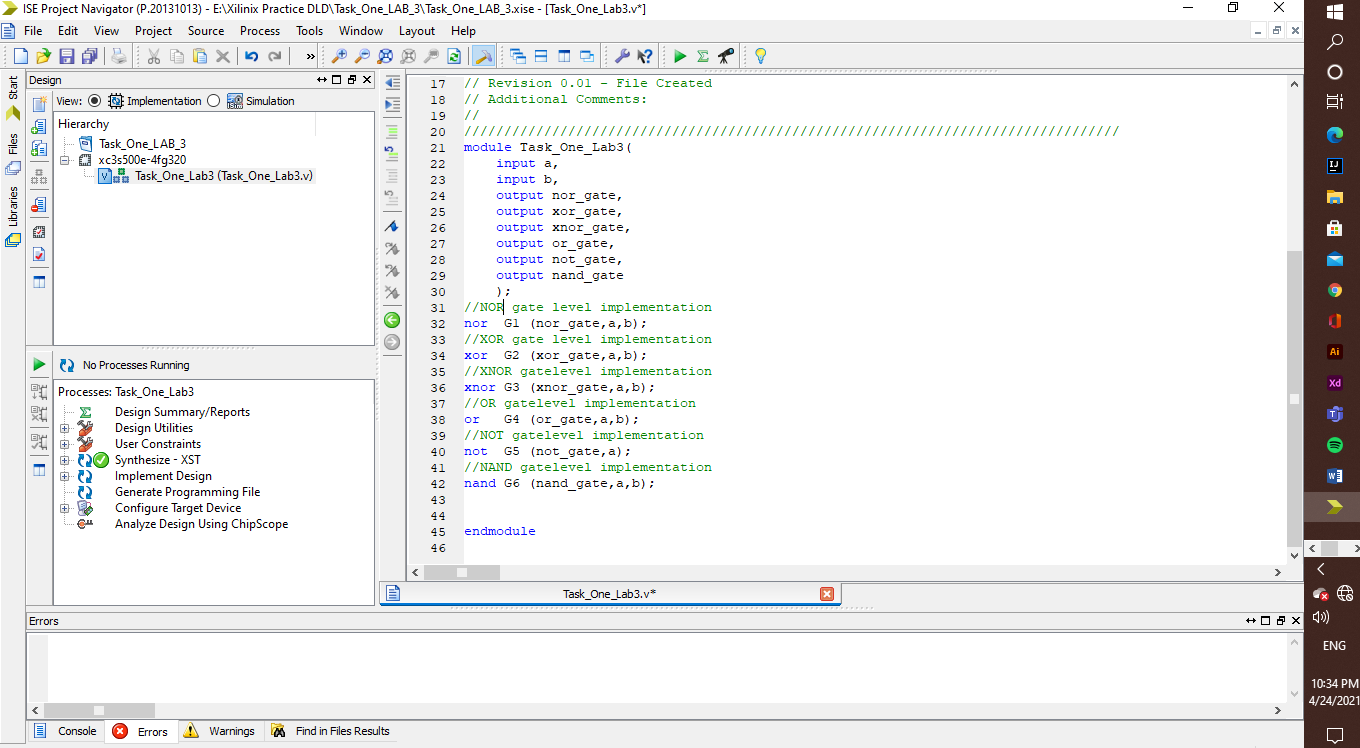 ISE Project Navigator (P.20131013) - E:\Xilinix Practice DLD\Task_One_LAB_3\Task_One_LAB_3.xise - [Task_One_Lab3.v*]
File Edit View Project Source Process Tools Window Layout Help
»
Start
Files
Libraries
Design
View: Implementation Simulation
Hierarchy
Task_One_LAB_3
xc3s500e-4fg320
Task_One_Lab3 (Task_One_Lab3.v)
No Processes Running
Processes: Task_One_Lab3
Design Summary/Reports
Design Utilities
User Constraints
Synthesize - XST
Implement Design
Generate Programming File
Configure Target Device
Analyze Design Using ChipScope
17 // Revision 0.01 - File Created
18 // Additional Comments:
19 //
20 //////////////////////////////////////////////////////////////////////////////////
21 module Task_One_Lab3(
22 input a,
23 input b,
24 output nor_gate,
25 output xor_gate,
26 output xnor_gate,
27 output or_gate,
28 output not_gate,
29 output nand_gate
30 );
31 //NOR gate level implementation
32 nor G1 (nor_gate,a,b);
33 //XOR gate level implementation
34 xor G2 (xor_gate,a,b);
35 //XNOR gatelevel implementation
36 xnor G3 (xnor_gate,a,b);
37 //OR gatelevel implementation
38 or G4 (or_gate,a,b);
39 //NOT gatelevel implementation
40 not G5 (not_gate,a);
41 //NAND gatelevel implementation
42 nand G6 (nand_gate,a,b);
43
44
45 endmodule
46
Task_One_Lab3.v*
Errors
Console Errors Warnings Find in Files Results
IJ
Ai
Xd
ENG
10:34 PM
4/24/2021